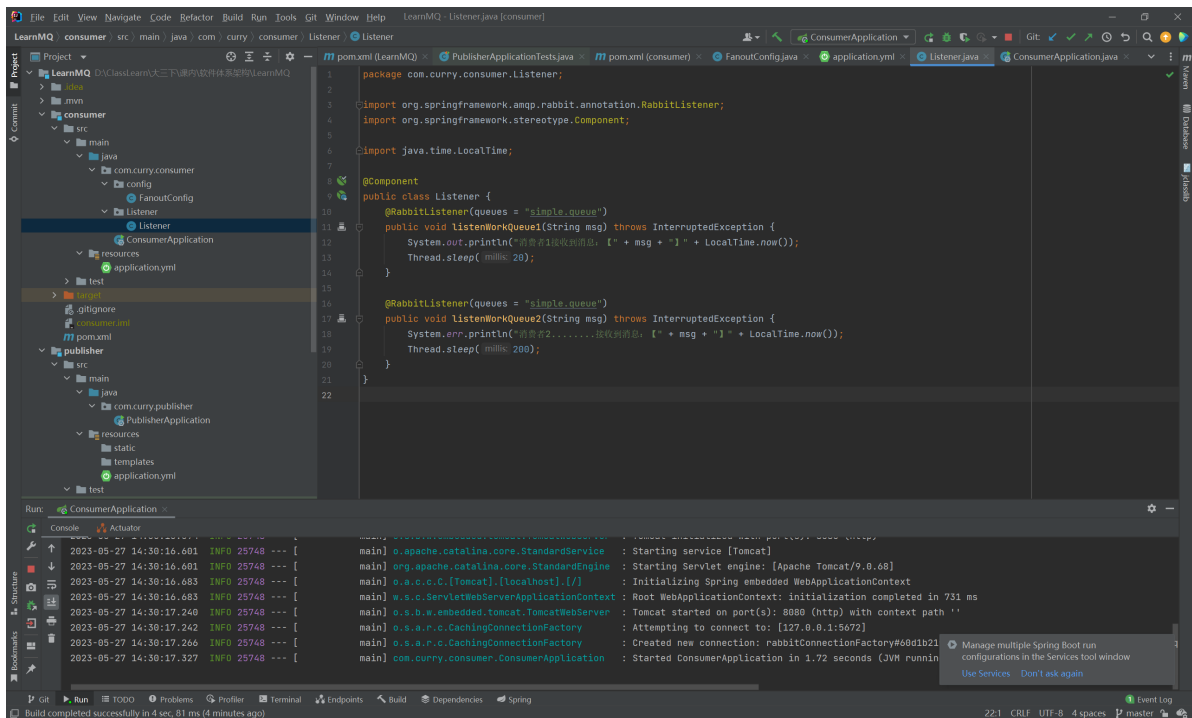 File Edit View Navigate Code Refactor Build Run Tools Git Window Help LearnMQ - Listener.java [consumer]
LearnMQ consumer src main java com curry consumer Listener Listener
ConsumerApplication
Git:
Project
pom.xml (LearnMQ)
PublisherApplicationTests.java
pom.xml (consumer)
FanoutConfig.java
application.yml
Listener.java
ConsumerApplication.java
Project
Commit
Structure
Bookmarks
Maven
Database
jclasslib
LearnMQ D:\ClassLearn\大三下\课内\软件体系架构\LearnMQ
.idea
.mvn
consumer
src
main
java
com.curry.consumer
config
FanoutConfig
Listener
Listener
ConsumerApplication
resources
application.yml
test
target
.gitignore
consumer.iml
pom.xml
publisher
src
main
java
com.curry.publisher
PublisherApplication
resources
static
templates
application.yml
test
1 package com.curry.consumer.Listener;
2
3 import org.springframework.amqp.rabbit.annotation.RabbitListener;
4 import org.springframework.stereotype.Component;
5
6 import java.time.LocalTime;
7
8 @Component
9 public class Listener {
10 @RabbitListener(queues = "simple.queue")
11 public void listenWorkQueue1(String msg) throws InterruptedException {
12 System.out.println("消费者1接收到消息:【" + msg + "】" + LocalTime.now());
13 Thread.sleep( millis: 20);
14 }
15
16 @RabbitListener(queues = "simple.queue")
17 public void listenWorkQueue2(String msg) throws InterruptedException {
18 System.err.println("消费者2........接收到消息:【" + msg + "】" + LocalTime.now());
19 Thread.sleep( millis: 200);
20 }
21 }
22
Run: ConsumerApplication
Console Actuator
2023-05-27 14:30:16.601 INFO 25748 --- [ main] o.apache.catalina.core.StandardService : Starting service [Tomcat]
2023-05-27 14:30:16.601 INFO 25748 --- [ main] org.apache.catalina.core.StandardEngine : Starting Servlet engine: [Apache Tomcat/9.0.68]
2023-05-27 14:30:16.683 INFO 25748 --- [ main] o.a.c.c.C.[Tomcat].[localhost].[/] : Initializing Spring embedded WebApplicationContext
2023-05-27 14:30:16.683 INFO 25748 --- [ main] w.s.c.ServletWebServerApplicationContext : Root WebApplicationContext: initialization completed in 731 ms
2023-05-27 14:30:17.240 INFO 25748 --- [ main] o.s.b.w.embedded.tomcat.TomcatWebServer : Tomcat started on port(s): 8080 (http) with context path ''
2023-05-27 14:30:17.242 INFO 25748 --- [ main] o.s.a.r.c.CachingConnectionFactory : Attempting to connect to: [127.0.0.1:5672]
2023-05-27 14:30:17.266 INFO 25748 --- [ main] o.s.a.r.c.CachingConnectionFactory : Created new connection: rabbitConnectionFactory#60d1b21
2023-05-27 14:30:17.327 INFO 25748 --- [ main] com.curry.consumer.ConsumerApplication : Started ConsumerApplication in 1.72 seconds (JVM runnin
Manage multiple Spring Boot run
configurations in the Services tool window
Use Services Don't ask again
Git Run TODO Problems Profiler Terminal Endpoints Build Dependencies Spring
1 Event Log
Build completed successfully in 4 sec, 81 ms (4 minutes ago)
22:1 CRLF UTF-8 4 spaces master